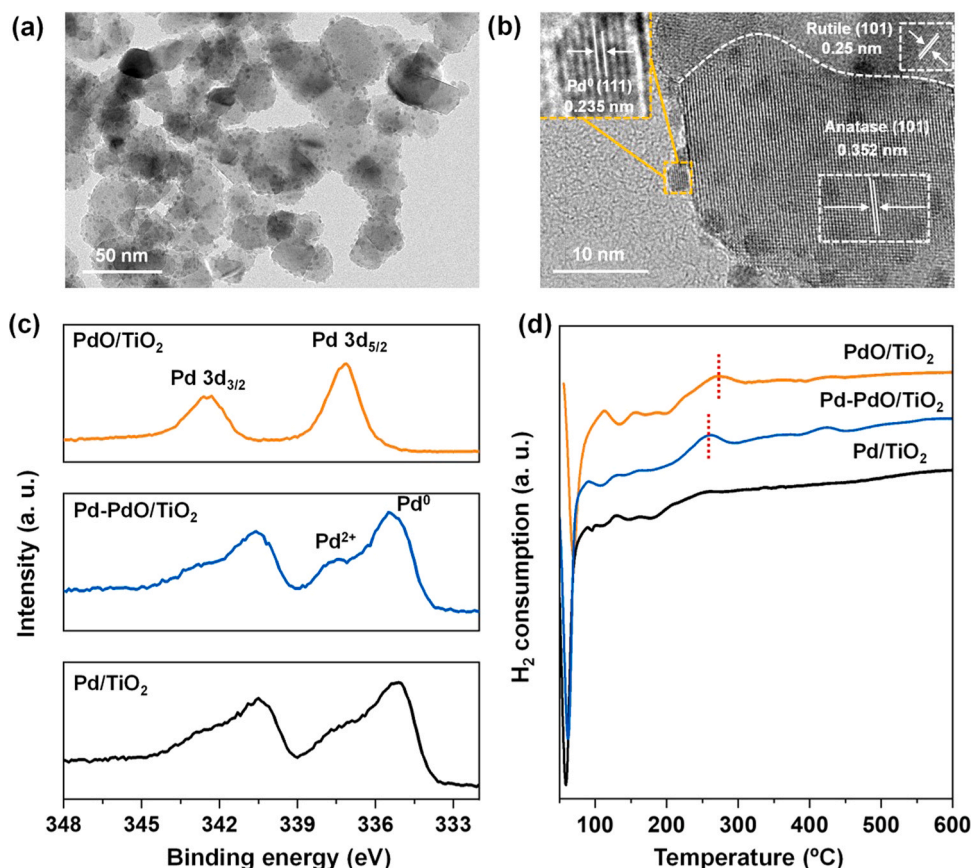 (a)
50 nm
(b)
Pd⁰ (111)
0.235 nm
Rutile (101)
0.25 nm
Anatase (101)
0.352 nm
10 nm
(c)
PdO/TiO₂
Pd 3d₃/₂
Pd 3d₅/₂
Pd-PdO/TiO₂
Pd²⁺
Pd⁰
Pd/TiO₂
Intensity (a. u.)
348 342 339 336 333
Binding energy (eV)
(d)
PdO/TiO₂
Pd-PdO/TiO₂
Pd/TiO₂
H₂ consumption (a. u.)
100 200 300 400 500 600
Temperature (ºC)